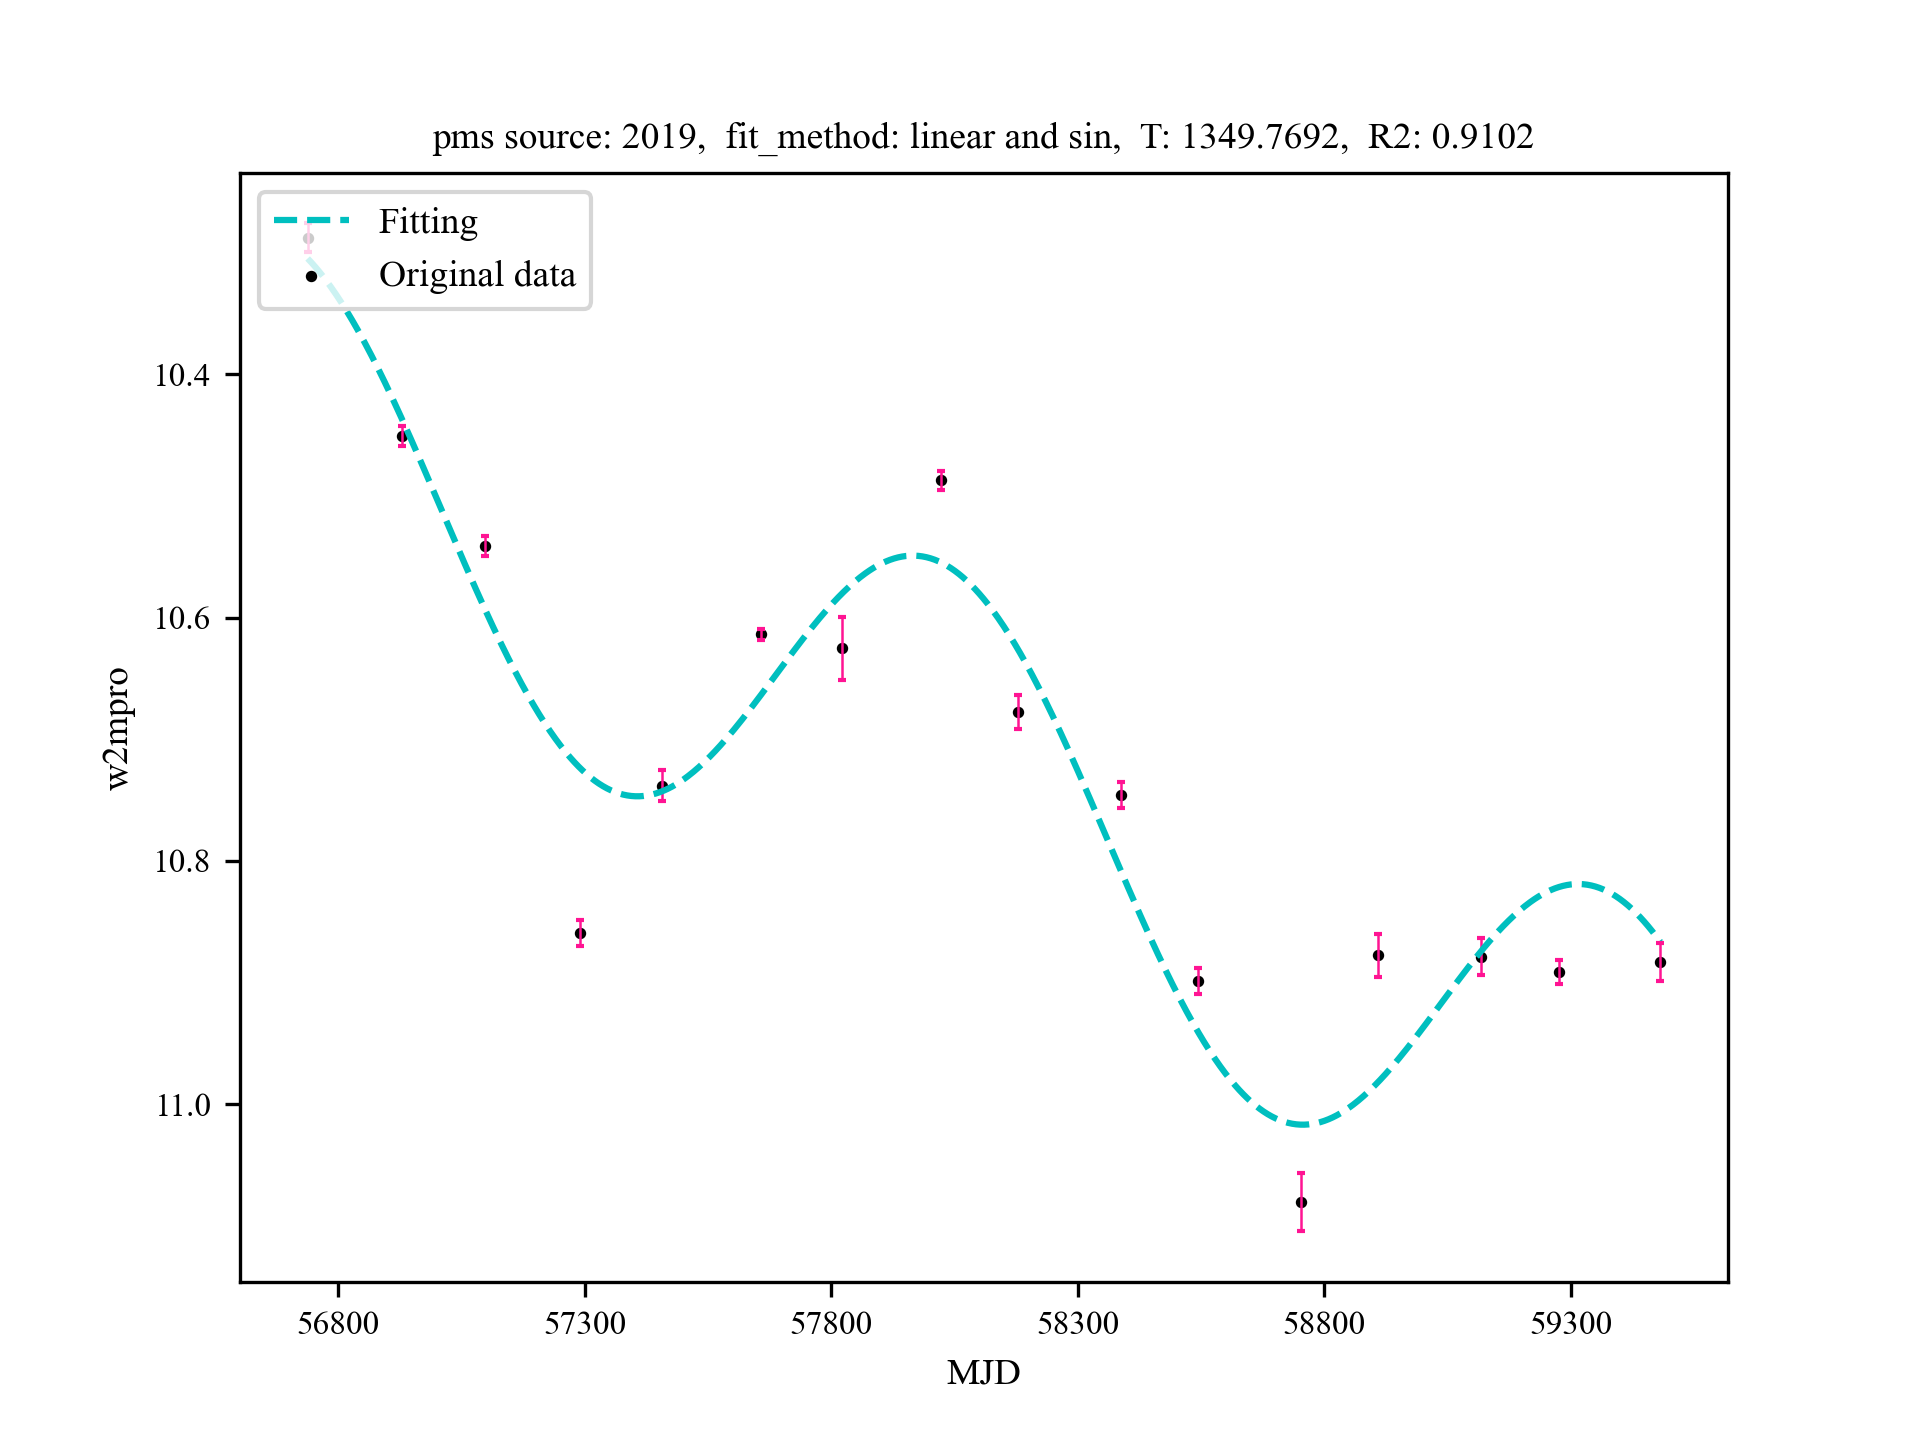 pms source: 2019, fit_method: linear and sin, T: 1349.7692, R2: 0.9102
Fitting
Original data
10.4
10.6
10.8
11.0
w2mpro
56800 57300 57800 58300 58800 59300
MJD